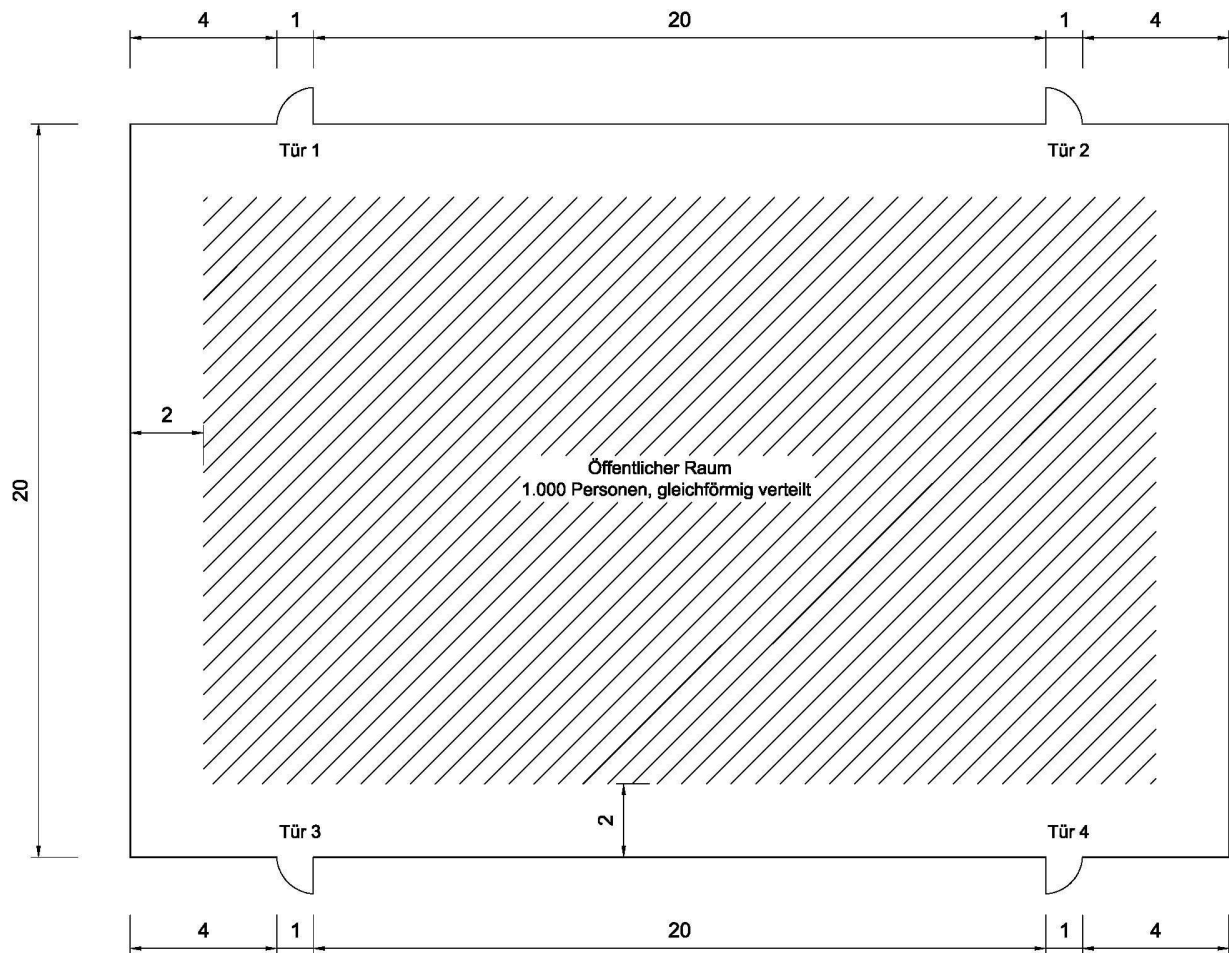 4 1 20 1 4
Tür 1 Tür 2
2
Öffentlicher Raum
1.000 Personen, gleichförmig verteilt
20
2
Tür 3 Tür 4
4 1 20 1 4